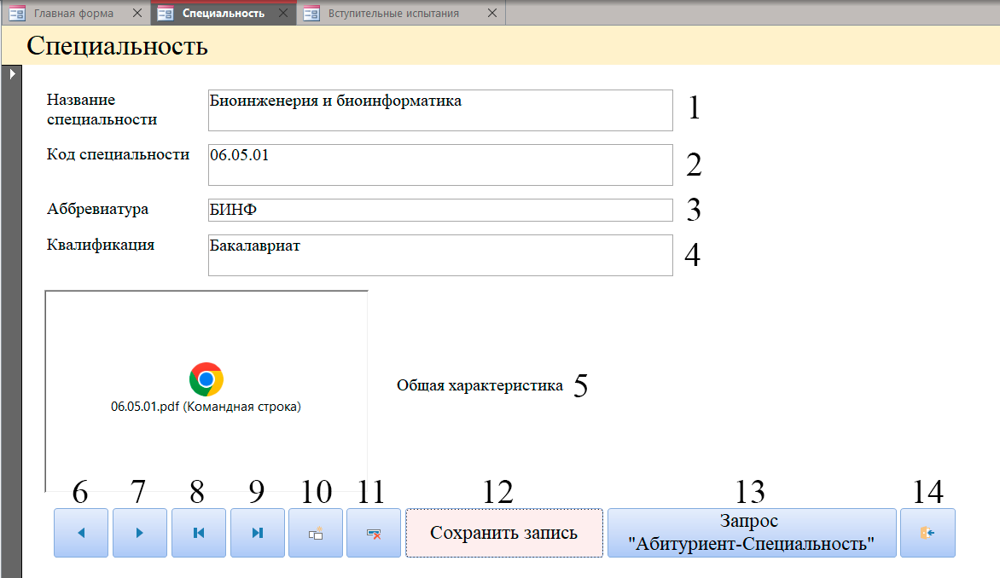 Главная форма
Специальность
Вступительные испытания
Специальность
Название
специальности
Биоинженерия и биоинформатика
1
Код специальности
06.05.01
2
Аббревиатура
БИНФ
3
Квалификация
Бакалавриат
4
06.05.01.pdf (Командная строка)
Общая характеристика
5
6 7 8 9 10 11 12 13 14
Сохранить запись
Запрос
"Абитуриент-Специальность"